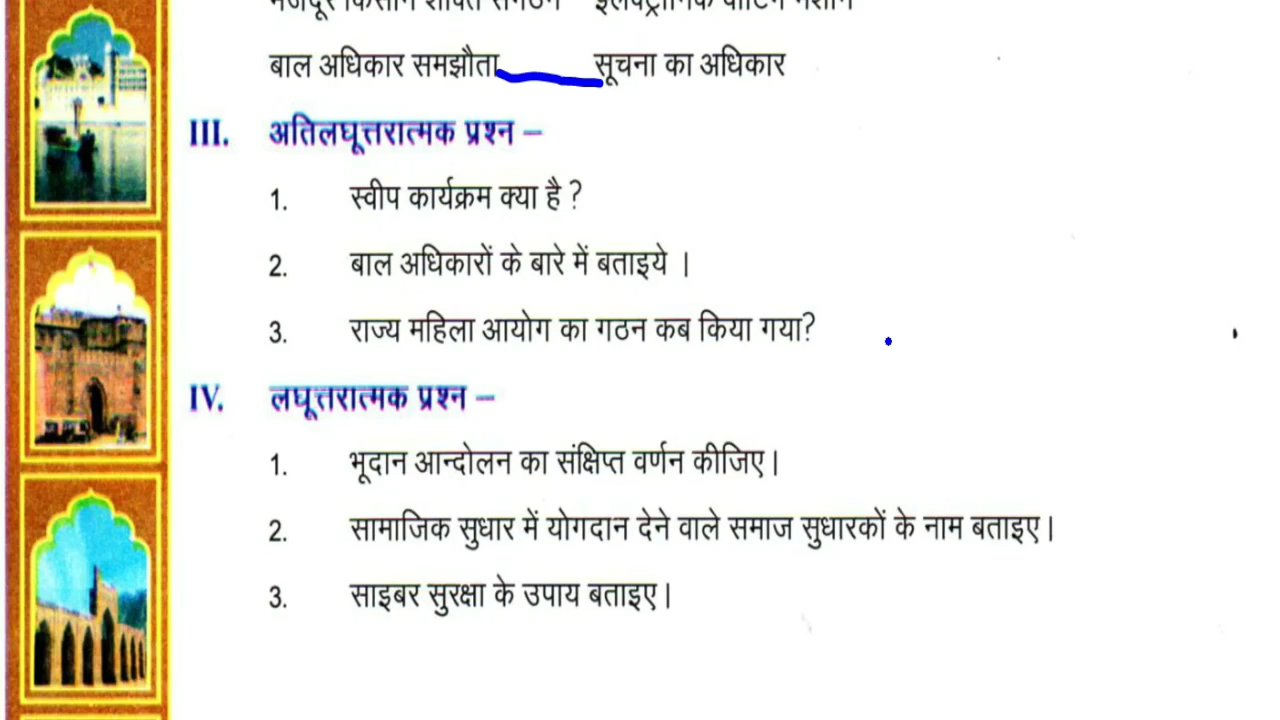 बाल अधिकार समझौता सूचना का अधिकार
III. अतिलघूत्तरात्मक प्रश्न –
1. स्वीप कार्यक्रम क्या है ?
2. बाल अधिकारों के बारे में बताइये ।
3. राज्य महिला आयोग का गठन कब किया गया?
IV. लघूत्तरात्मक प्रश्न –
1. भूदान आन्दोलन का संक्षिप्त वर्णन कीजिए।
2. सामाजिक सुधार में योगदान देने वाले समाज सुधारकों के नाम बताइए।
3. साइबर सुरक्षा के उपाय बताइए।